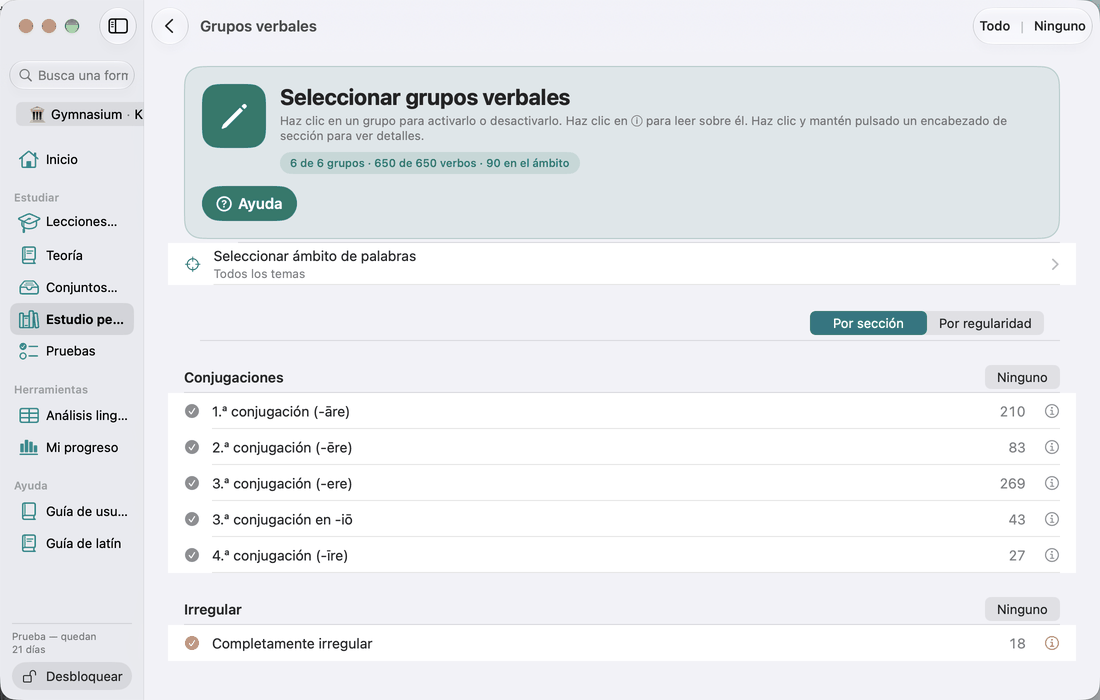 Grupos verbales
Todo | Ninguno
Busca una forn
Gymnasium · K
Inicio
Estudiar
Lecciones...
Teoría
Conjuntos...
Estudio pe...
Pruebas
Herramientas
Análisis ling...
Mi progreso
Ayuda
Guía de usu...
Guía de latín
Prueba — quedan
21 días
Desbloquear
Seleccionar grupos verbales
Haz clic en un grupo para activarlo o desactivarlo. Haz clic en ⓘ para leer sobre él. Haz clic y mantén pulsado un encabezado de
sección para ver detalles.
6 de 6 grupos · 650 de 650 verbos · 90 en el ámbito
Ayuda
Seleccionar ámbito de palabras
Todos los temas
Por sección Por regularidad
Conjugaciones Ninguno
1.ª conjugación (-āre) 210
2.ª conjugación (-ēre) 83
3.ª conjugación (-ere) 269
3.ª conjugación en -iō 43
4.ª conjugación (-īre) 27
Irregular Ninguno
Completamente irregular 18